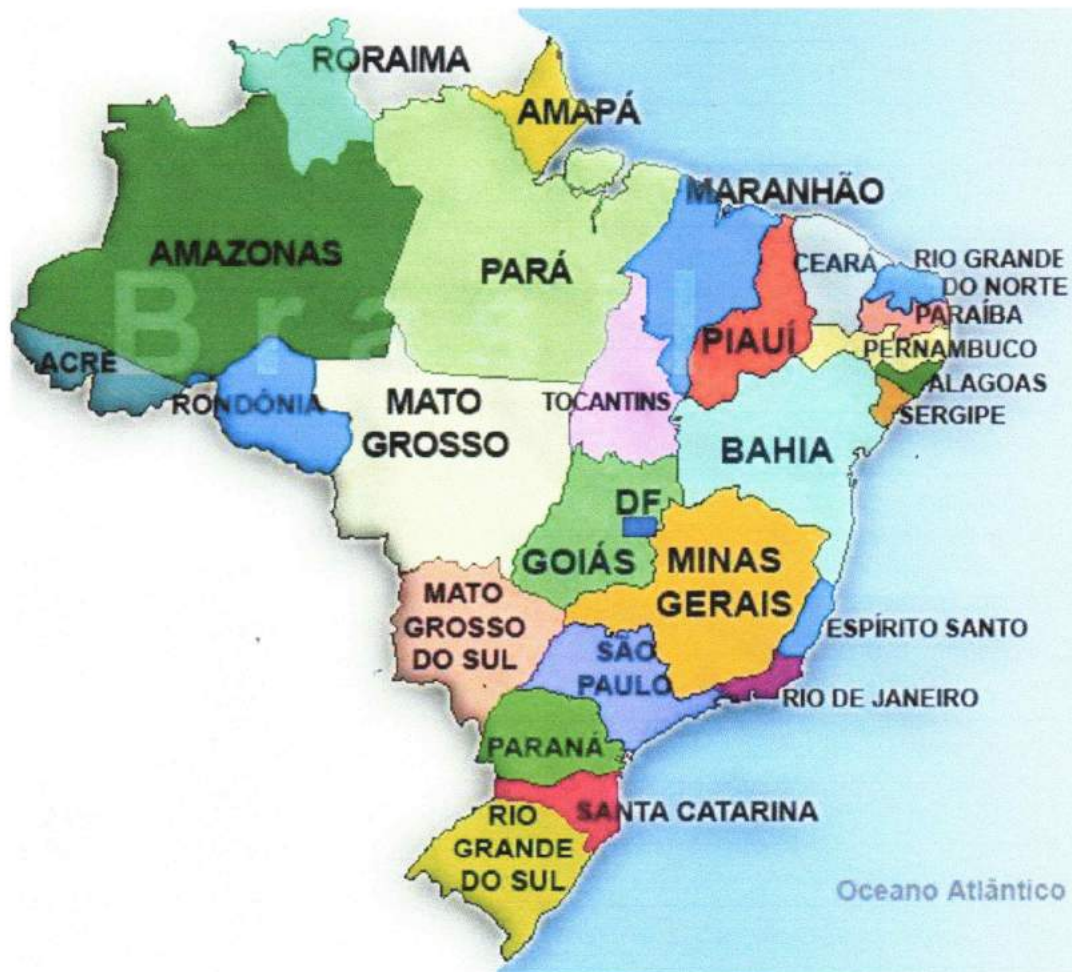 RORAIMA
AMAPÁ
MARANHÃO
AMAZONAS
PARÁ
CEARÁ
RIO GRANDE
DO NORTE
PARAÍBA
Brasil
ACRE
PIAUÍ
PERNAMBUCO
ALAGOAS
SERGIPE
RONDÔNIA
MATO
GROSSO
TOCANTINS
BAHIA
DF
GOIÁS
MINAS
GERAIS
MATO
GROSSO
DO SUL
ESPÍRITO SANTO
SÃO
PAULO
RIO DE JANEIRO
PARANÁ
SANTA CATARINA
RIO
GRANDE
DO SUL
Oceano Atlântico